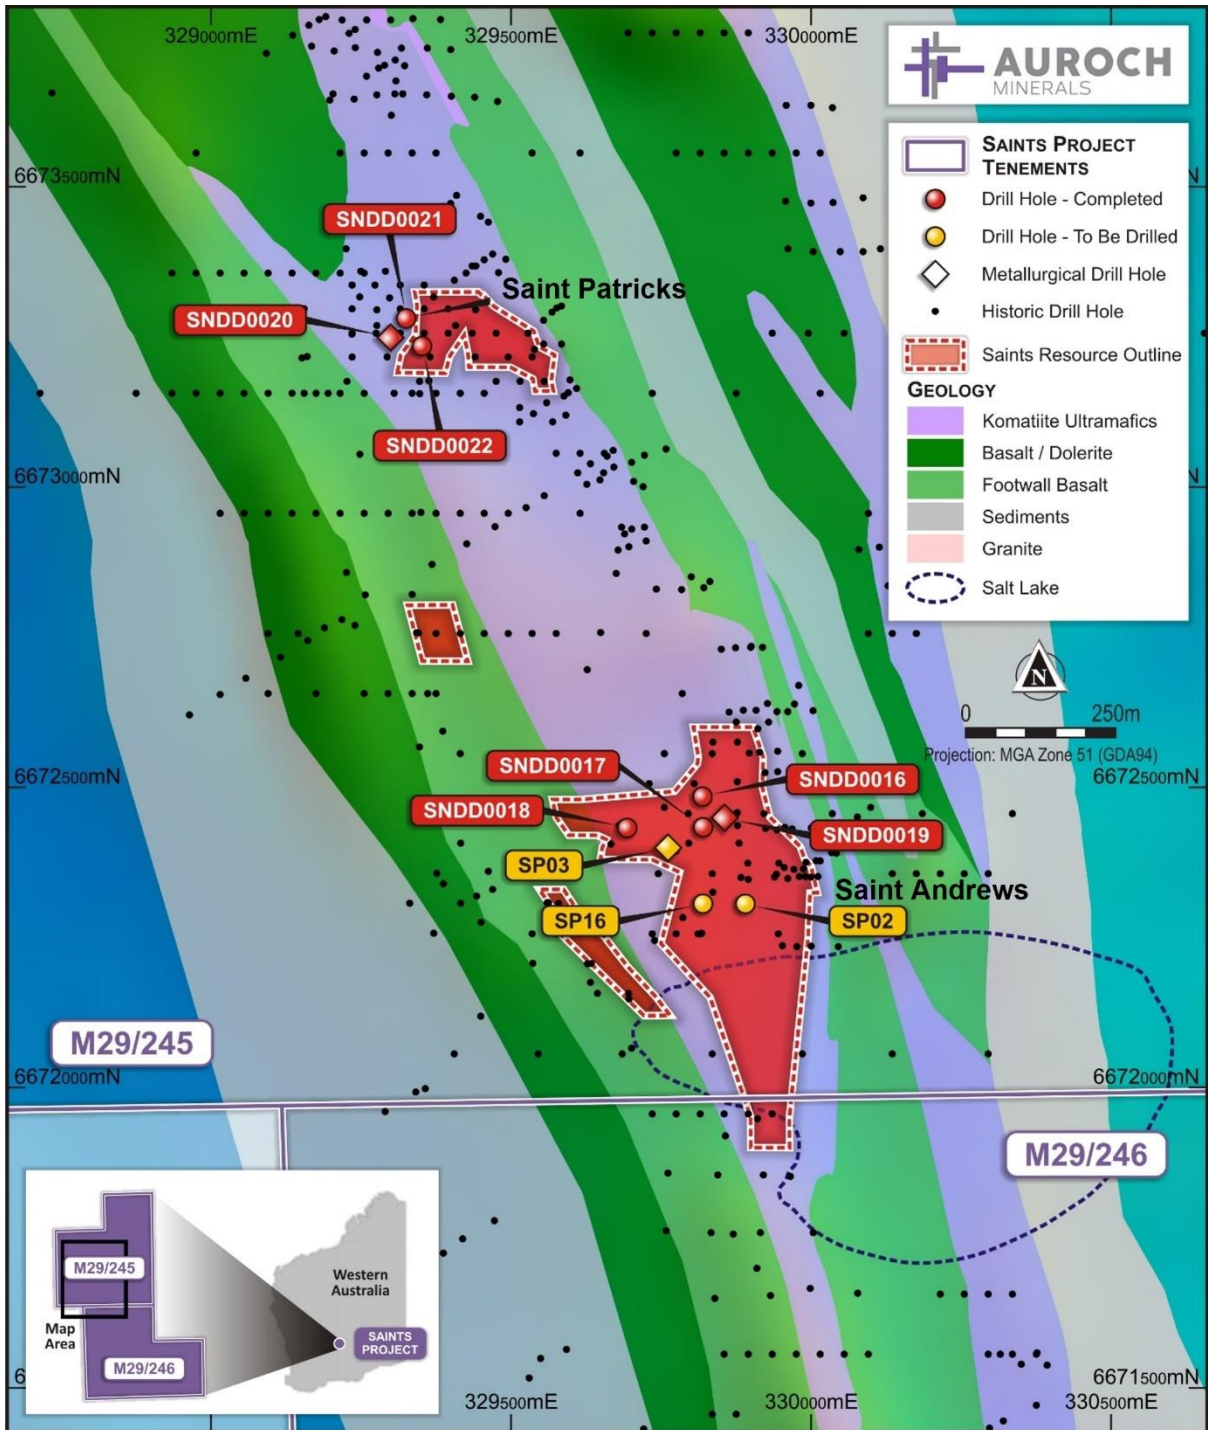 329000mE
329500mE
330000mE
AUROCH
MINERALS
SAINTS PROJECT
TENEMENTS
Drill Hole - Completed
Drill Hole - To Be Drilled
Metallurgical Drill Hole
Historic Drill Hole
Saints Resource Outline
GEOLOGY
Komatiite Ultramafics
Basalt / Dolerite
Footwall Basalt
Sediments
Granite
Salt Lake
6673500mN
N
SNDD0021
Saint Patricks
SNDD0020
SNDD0022
6673000mN
N
0 250m
Projection: MGA Zone 51 (GDA94)
SNDD0017
SNDD0016
6672500mN
6672500mN
SNDD0018
SNDD0019
SP03
Saint Andrews
SP16
SP02
M29/245
6672000mN
6672000mN
M29/246
M29/245
Map
Area
M29/246
Western
Australia
SAINTS
PROJECT
6671500mN
329500mE
330000mE
330500mE